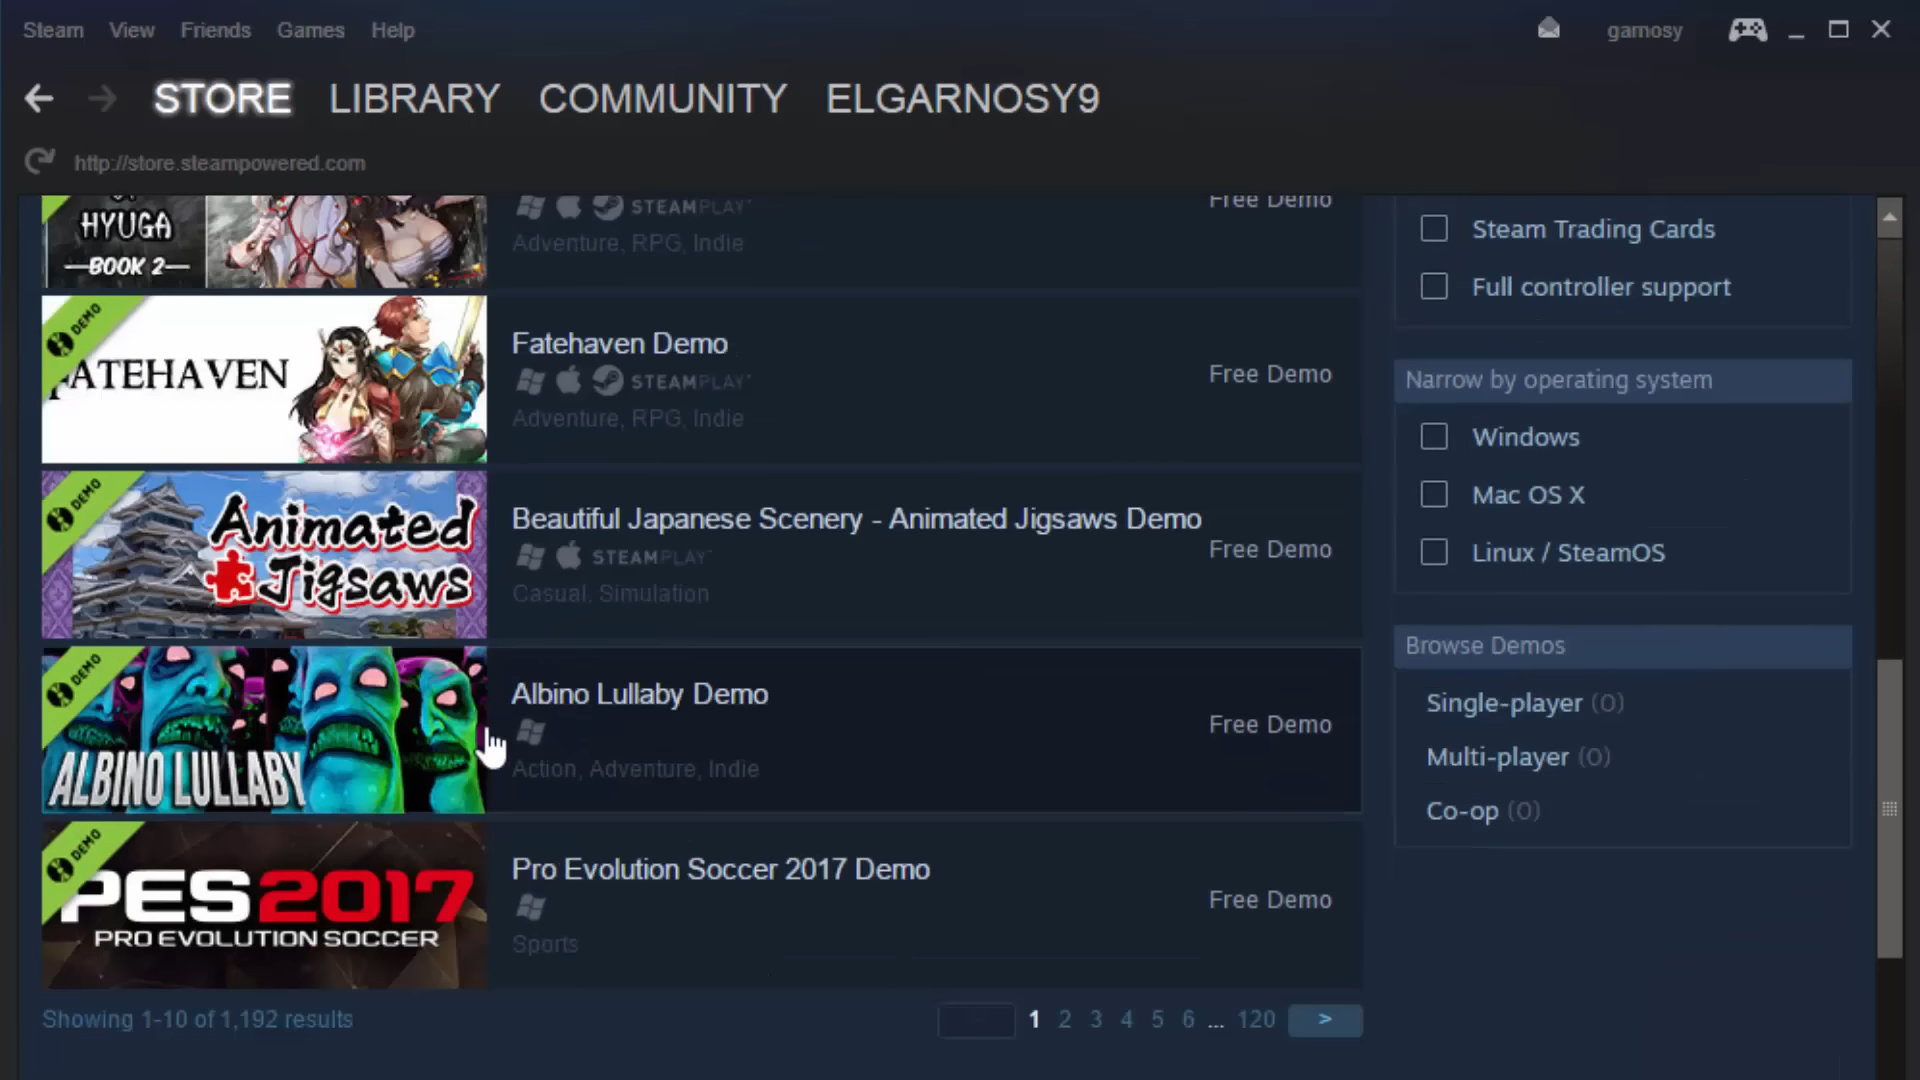 Steam View Friends Games Help
garnosy
STORE LIBRARY COMMUNITY ELGARNOSY9
http://store.steampowered.com
HYUGA
BOOK 2
STEAMPLAY
Adventure, RPG, Indie
Free Demo
DEMO
FATEHAVEN
Fatehaven Demo
STEAMPLAY
Adventure, RPG, Indie
Free Demo
DEMO
Animated
Jigsaws
Beautiful Japanese Scenery - Animated Jigsaws Demo
STEAMPLAY
Casual, Simulation
Free Demo
DEMO
ALBINO LULLABY
Albino Lullaby Demo
Action, Adventure, Indie
Free Demo
DEMO
PES2017
PRO EVOLUTION SOCCER
Pro Evolution Soccer 2017 Demo
Sports
Free Demo
Showing 1-10 of 1,192 results
1 2 3 4 5 6 ... 120 >
Steam Trading Cards
Full controller support
Narrow by operating system
Windows
Mac OS X
Linux / SteamOS
Browse Demos
Single-player (0)
Multi-player (0)
Co-op (0)